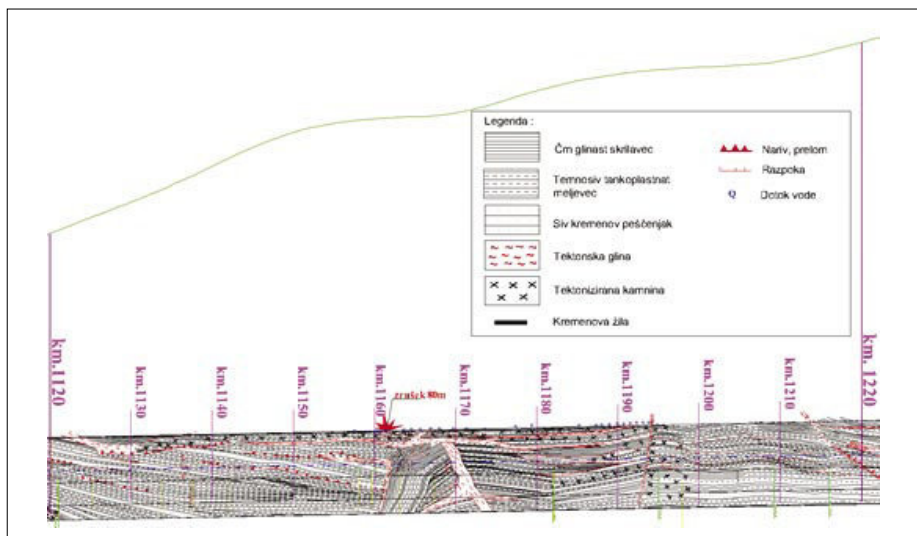 Legenda :
Črn glinast skrilavec
Temnosiv tankoplastnat
meljevec
Siv kremenov peščenjak
Tektonska glina
Tektonizirana kamnina
Kremenova žila
Nariv, prelom
Razpoka
Q Dotok vode
km.1120
km.1130
km.1140
km.1150
km.1160
zrušek 80m
km.1170
km.1180
km.1190
km.1200
km.1210
km. 1220